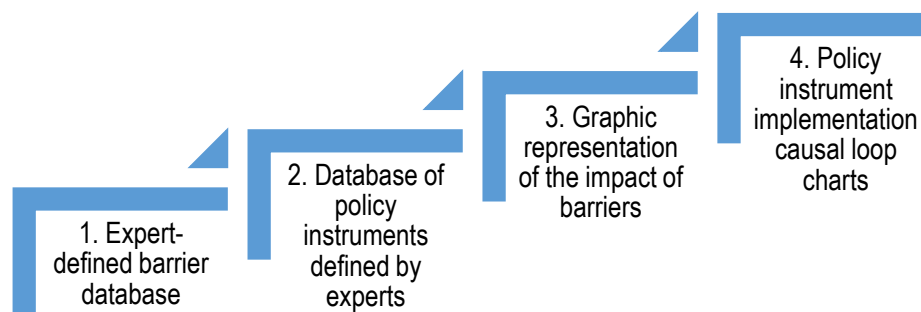 1. Expert-
defined barrier
database
2. Database of
policy
instruments
defined by
experts
3. Graphic
representation
of the impact of
barriers
4. Policy
instrument
implementation
causal loop
charts